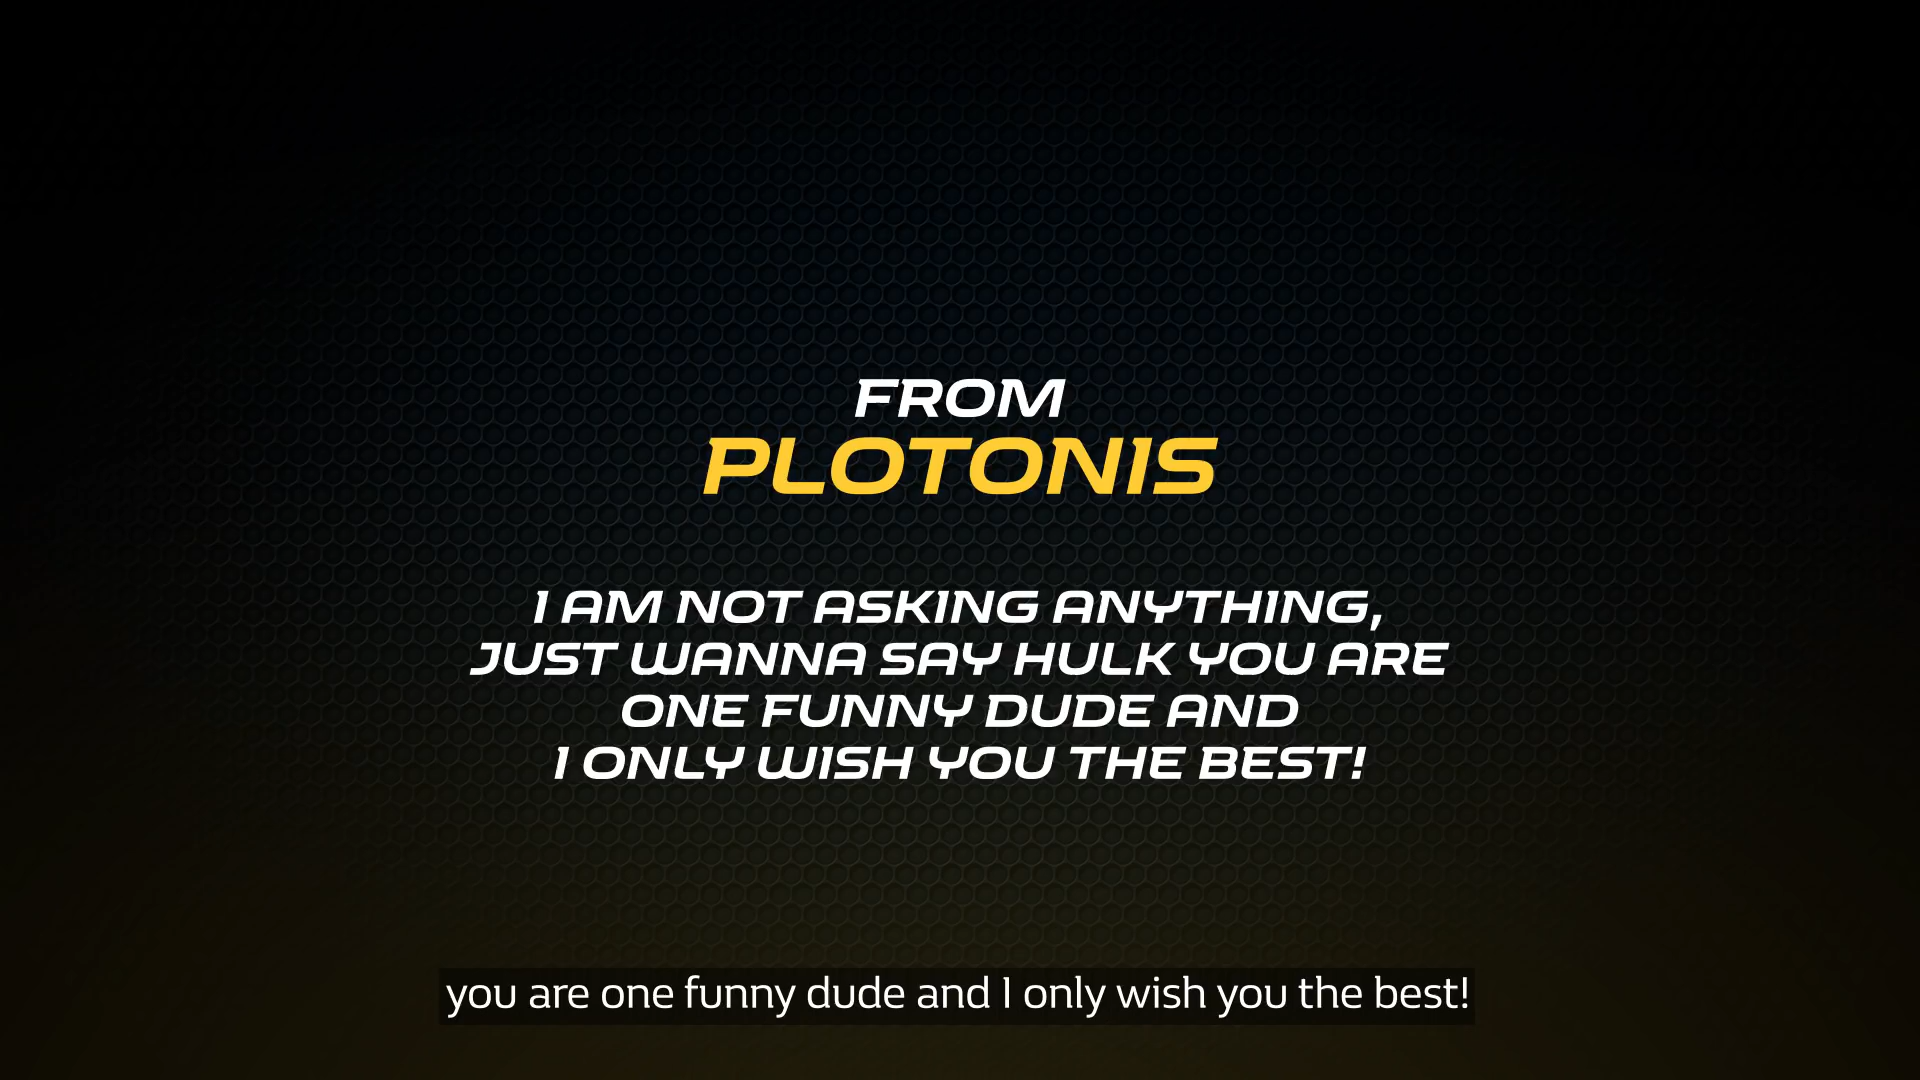 FROM
PLOTONIS
I AM NOT ASKING ANYTHING,
JUST WANNA SAY HULK YOU ARE
ONE FUNNY DUDE AND
I ONLY WISH YOU THE BEST!
you are one funny dude and I only wish you the best!